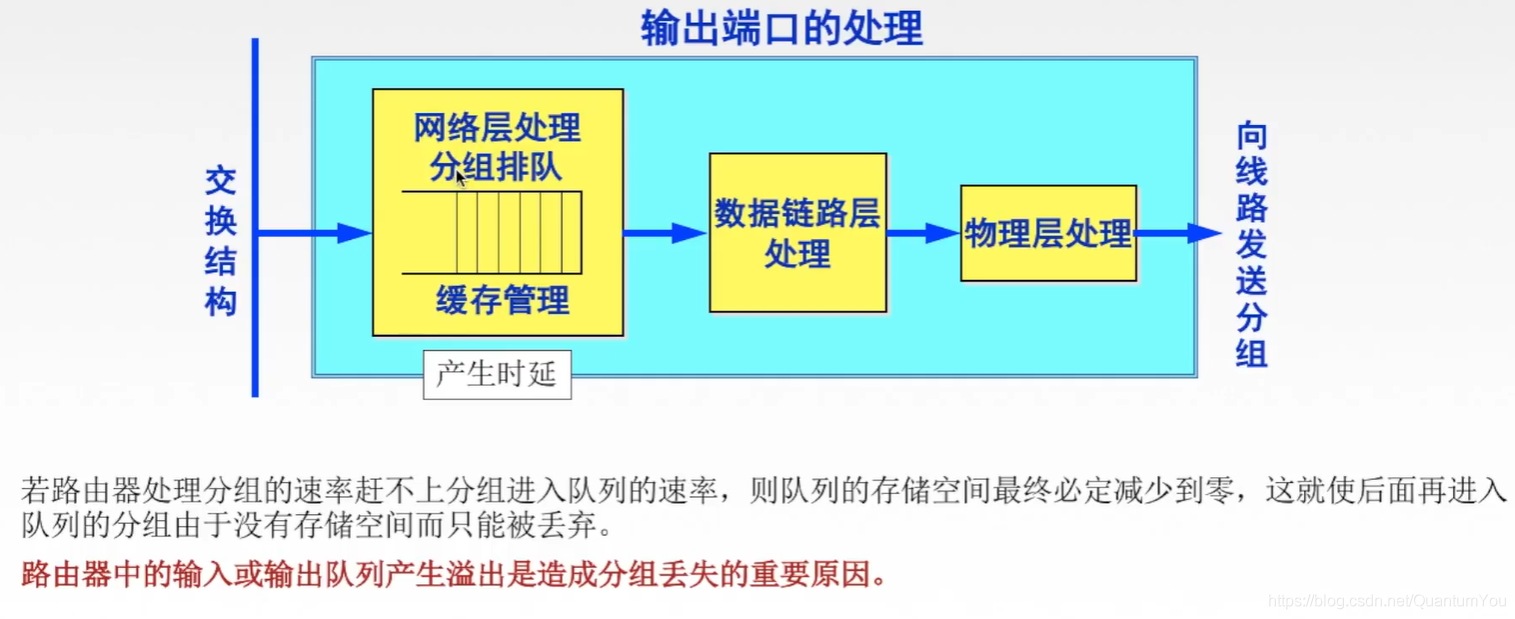 输出端口的处理
交换结构
网络层处理
分组排队
缓存管理
产生时延
数据链路层
处理
物理层处理
向线路发送分组
若路由器处理分组的速率赶不上分组进入队列的速率，则队列的存储空间最终必定减少到零，这就使后面再进入
队列的分组由于没有存储空间而只能被丢弃。
路由器中的输入或输出队列产生溢出是造成分组丢失的重要原因。
https://blog.csdn.net/QuantumYou